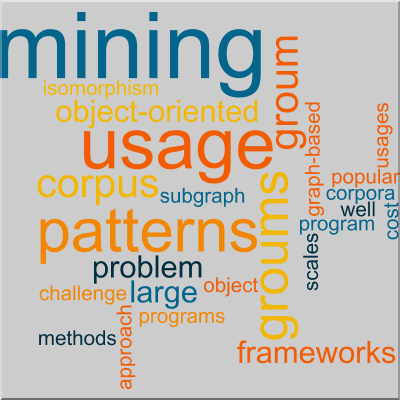 mining
isomorphism
groum
object-oriented
usage
graph-based
usages
corpus
subgraph
popular
corpora
well
cost
patterns
groums
program
problem
scales
challenge
large
object
programs
approach
methods
frameworks